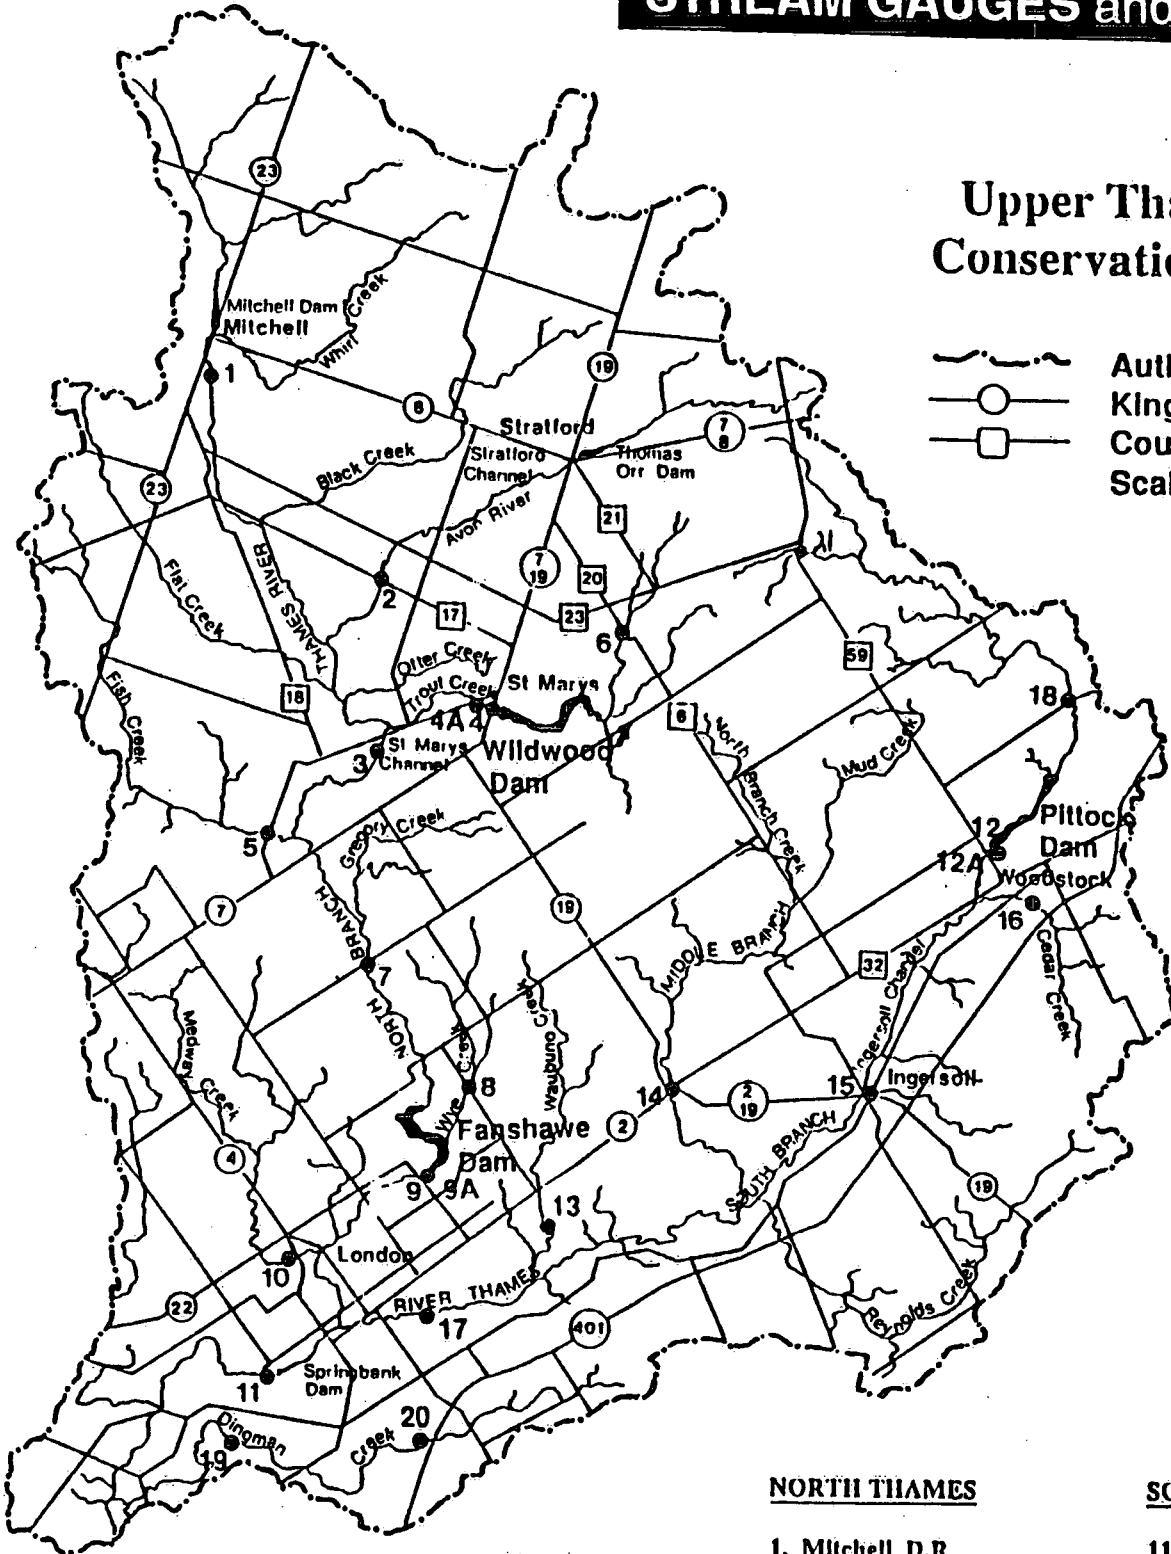 STREAM GAUGES and
Upper Tha
Conservatio
Auth
King
Cou
Scal
23
Mitchell Dam
Mitchell
Whirl Creek
1
8
19
Stratford
Stratford
Channel
Thomas
Orr Dam
7
8
Black Creek
Avon River
23
21
7
19
20
Flat Creek
THAMES RIVER
2
17
23
6
59
Otter Creek
Trout Creek
St Marys
18
4A 4
6
18
Fish Creek
3
St Marys
Channel
Wildwood
Dam
North Branch Creek
Mud Creek
5
Gregory Creek
12
12A
Pittock
Dam
Woodstock
16
7
NORTH BRANCH
19
7
MIDDLE BRANCH
32
Ingersoll Channel
Cedar Creek
Medway Creek
Wye Creek
Waubuno Creek
8
14
2
19
15
Ingersoll
4
Fanshawe
Dam
2
9
9A
SOUTH BRANCH
19
13
10
London
22
RIVER THAMES
17
401
Reynolds Creek
11
Springbank
Dam
Dingman Creek
19
20
NORTH THAMES
SO
1. Mitchell D.R.
11